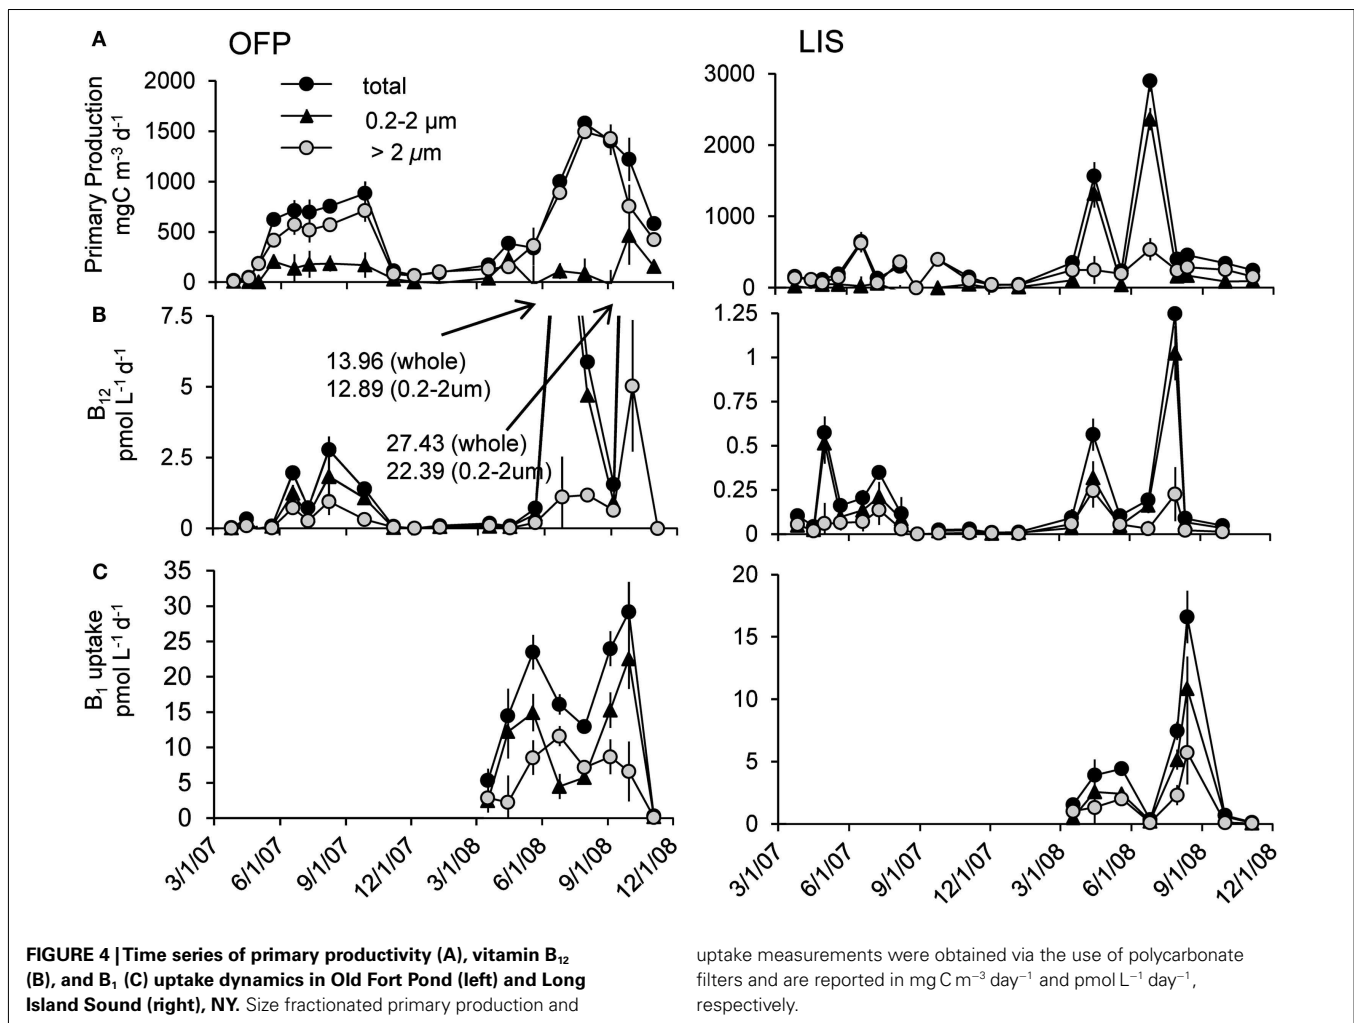 A
OFP
LIS
total
0.2-2 µm
> 2 µm
Primary Production
mgC m-3 d-1
2000
1500
1000
500
0
3000
2000
1000
0
B
B12
pmol L-1 d-1
7.5
5
2.5
0
13.96 (whole)
12.89 (0.2-2um)
27.43 (whole)
22.39 (0.2-2um)
1.25
1
0.75
0.5
0.25
0
C
B1 uptake
pmol L-1 d-1
35
30
25
20
15
10
5
0
20
15
10
5
0
3/1/07
6/1/07
9/1/07
12/1/07
3/1/08
6/1/08
9/1/08
12/1/08
3/1/07
6/1/07
9/1/07
12/1/07
3/1/08
6/1/08
9/1/08
12/1/08
FIGURE 4 | Time series of primary productivity (A), vitamin B12
(B), and B1 (C) uptake dynamics in Old Fort Pond (left) and Long
Island Sound (right), NY. Size fractionated primary production and
uptake measurements were obtained via the use of polycarbonate
filters and are reported in mg C m−3 day−1 and pmol L−1 day−1,
respectively.